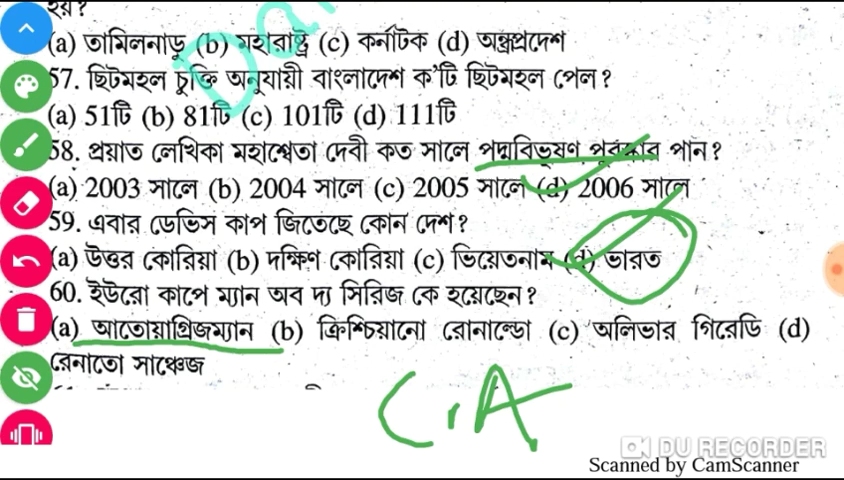 হয়?
(a) তামিলনাড়ু (b) মহারাষ্ট্র (c) কর্নাটক (d) অন্ধ্রপ্রদেশ
57. ছিটমহল চুক্তি অনুযায়ী বাংলাদেশ ক'টি ছিটমহল পেল?
(a) 51টি (b) 81টি (c) 101টি (d) 111টি
58. প্রয়াত লেখিকা মহাশ্বেতা দেবী কত সালে পদ্মবিভূষণ পুরস্কার পান?
(a) 2003 সালে (b) 2004 সালে (c) 2005 সালে (d) 2006 সালে
59. এবার ডেভিস কাপ জিতেছে কোন দেশ?
(a) উত্তর কোরিয়া (b) দক্ষিণ কোরিয়া (c) ভিয়েতনাম (d) ভারত
60. ইউরো কাপে ম্যান অব দ্য সিরিজ কে হয়েছেন?
(a) আতোয়াগ্রিজম্যান (b) ক্রিশ্চিয়ানো রোনাল্ডো (c) অলিভার গিরেডি (d)
রেনাতো সাঞ্চেজ
C.A
DU RECORDER
Scanned by CamScanner